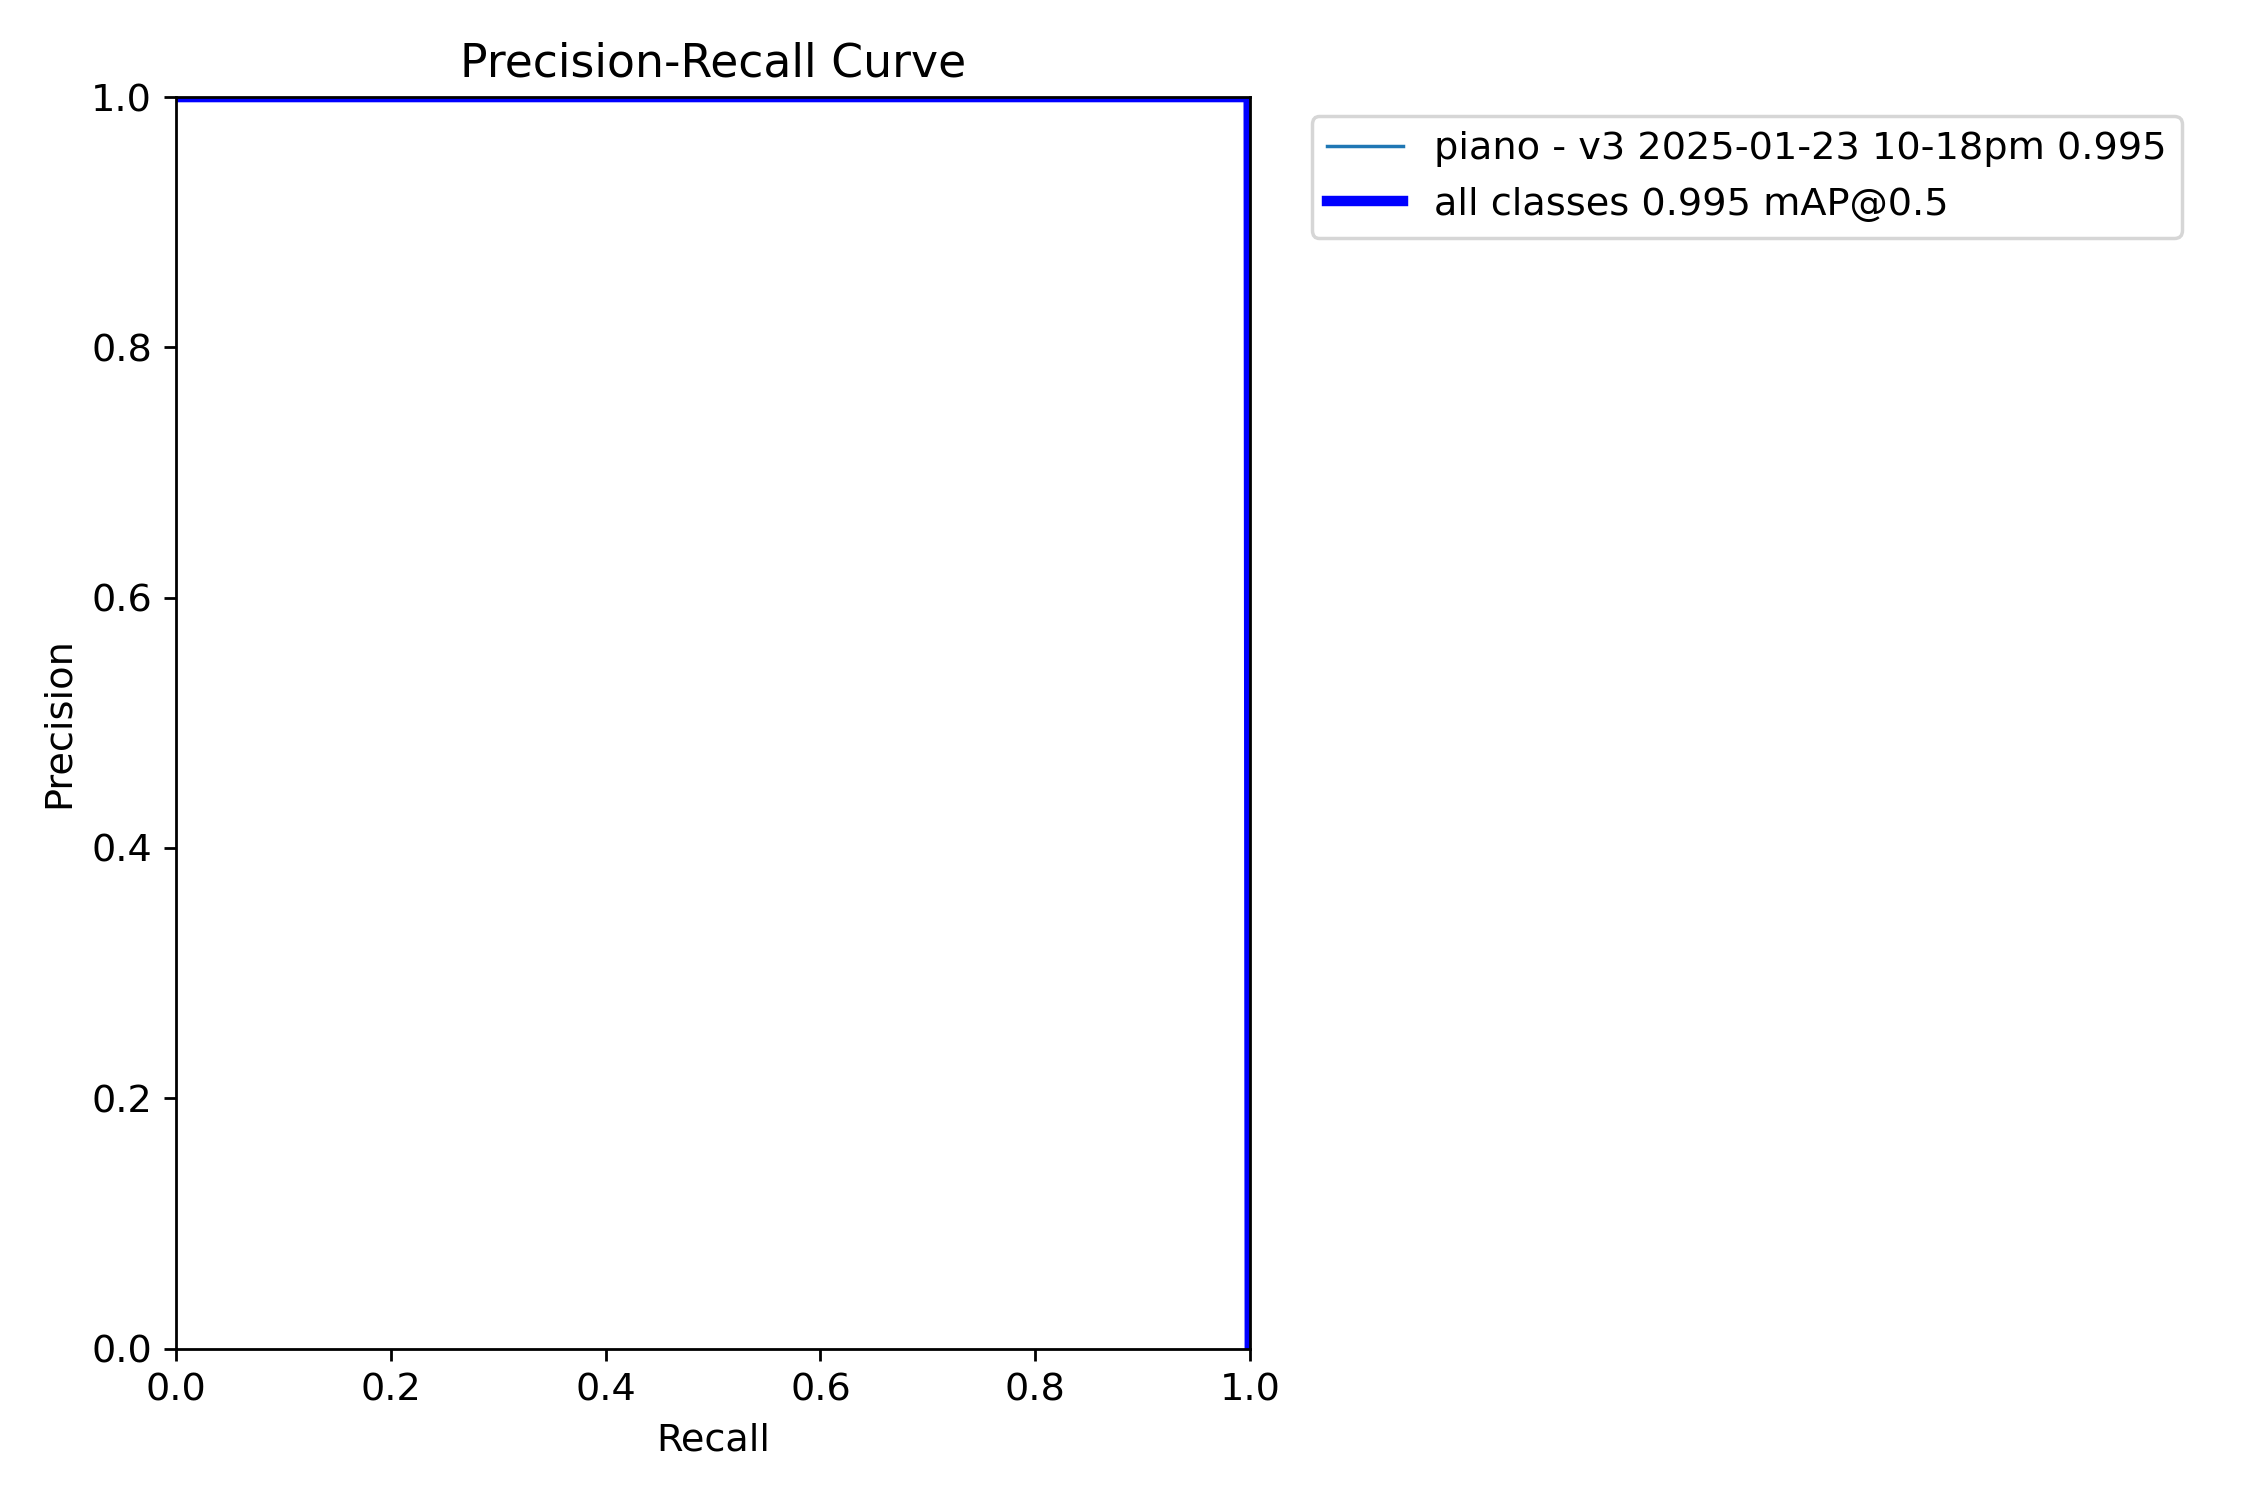 Precision-Recall Curve
1.0
0.8
0.6
0.4
0.2
0.0
Precision
0.0 0.2 0.4 0.6 0.8 1.0
Recall
piano - v3 2025-01-23 10-18pm 0.995
all classes 0.995 mAP@0.5